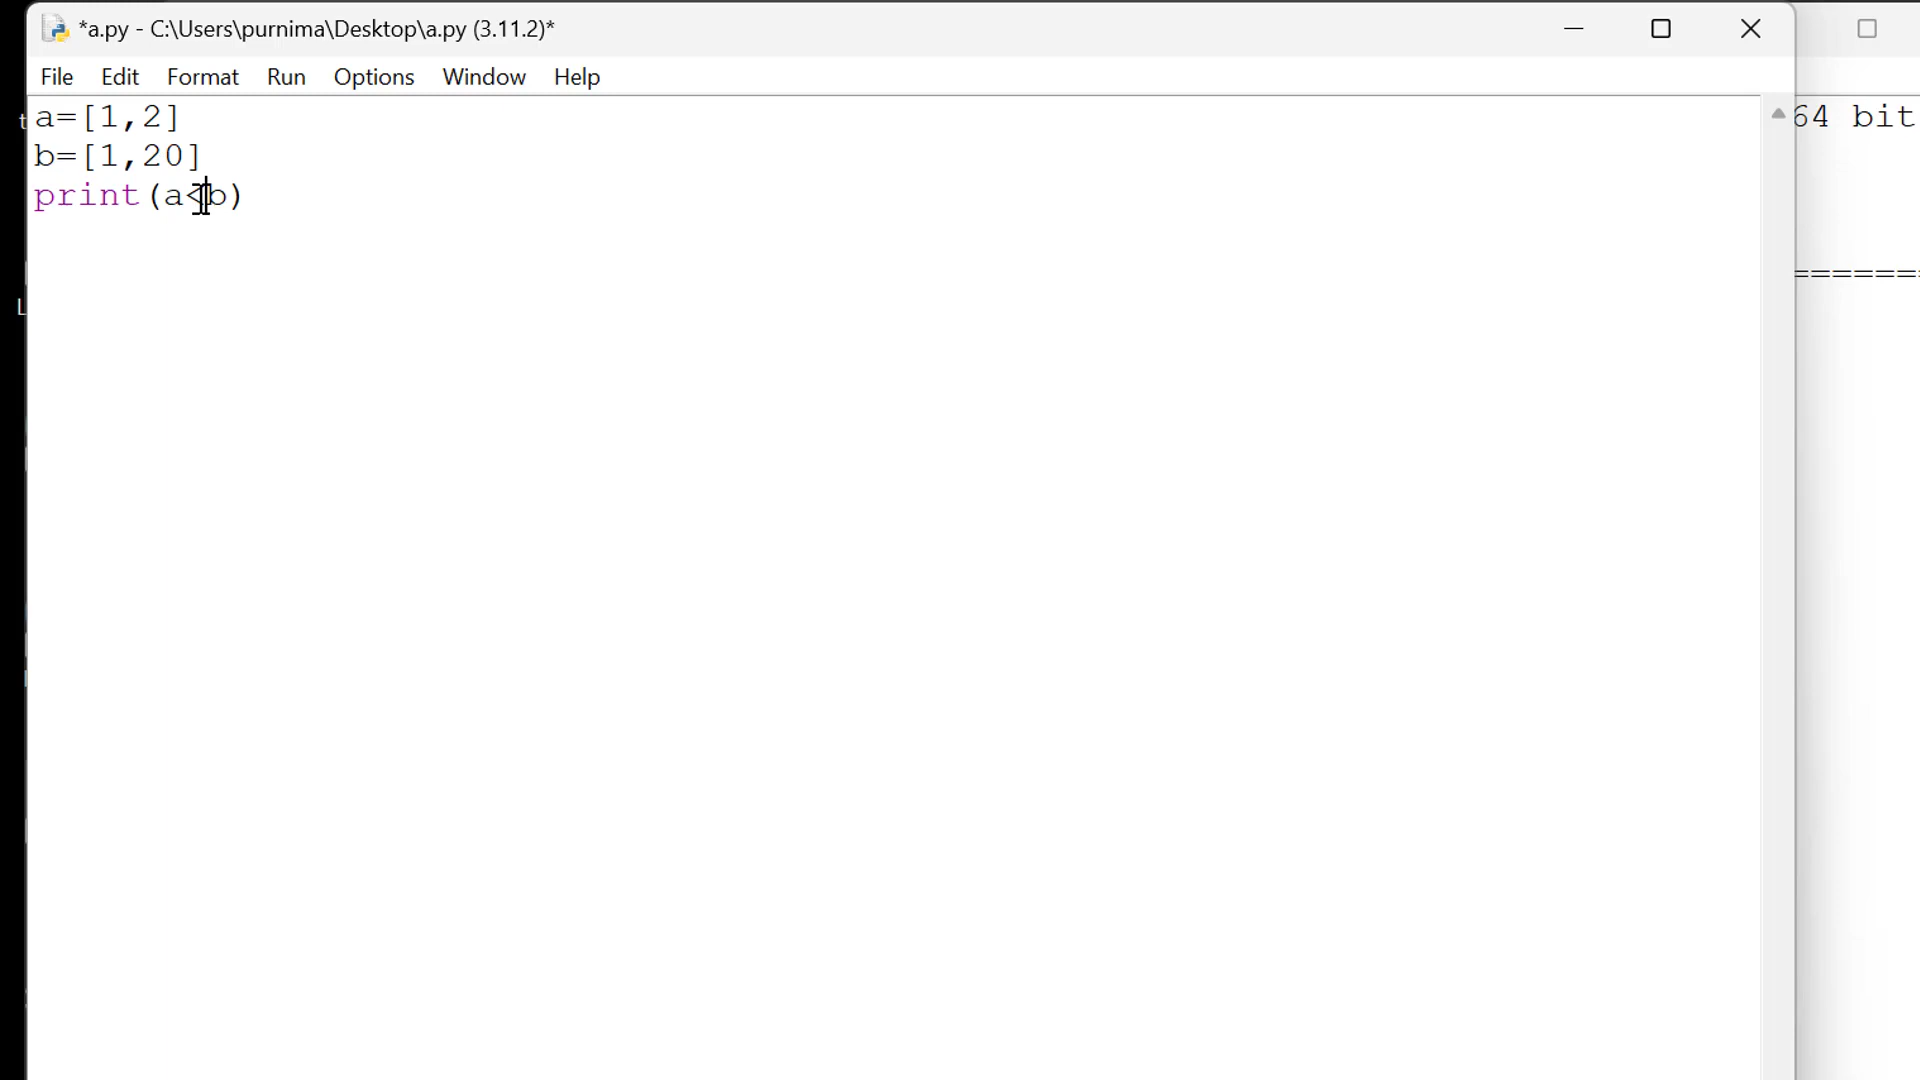 *a.py - C:\Users\purnima\Desktop\a.py (3.11.2)*
File Edit Format Run Options Window Help
a=[1,2]
b=[1,20]
print(a<b)
64 bit
=======
t
L